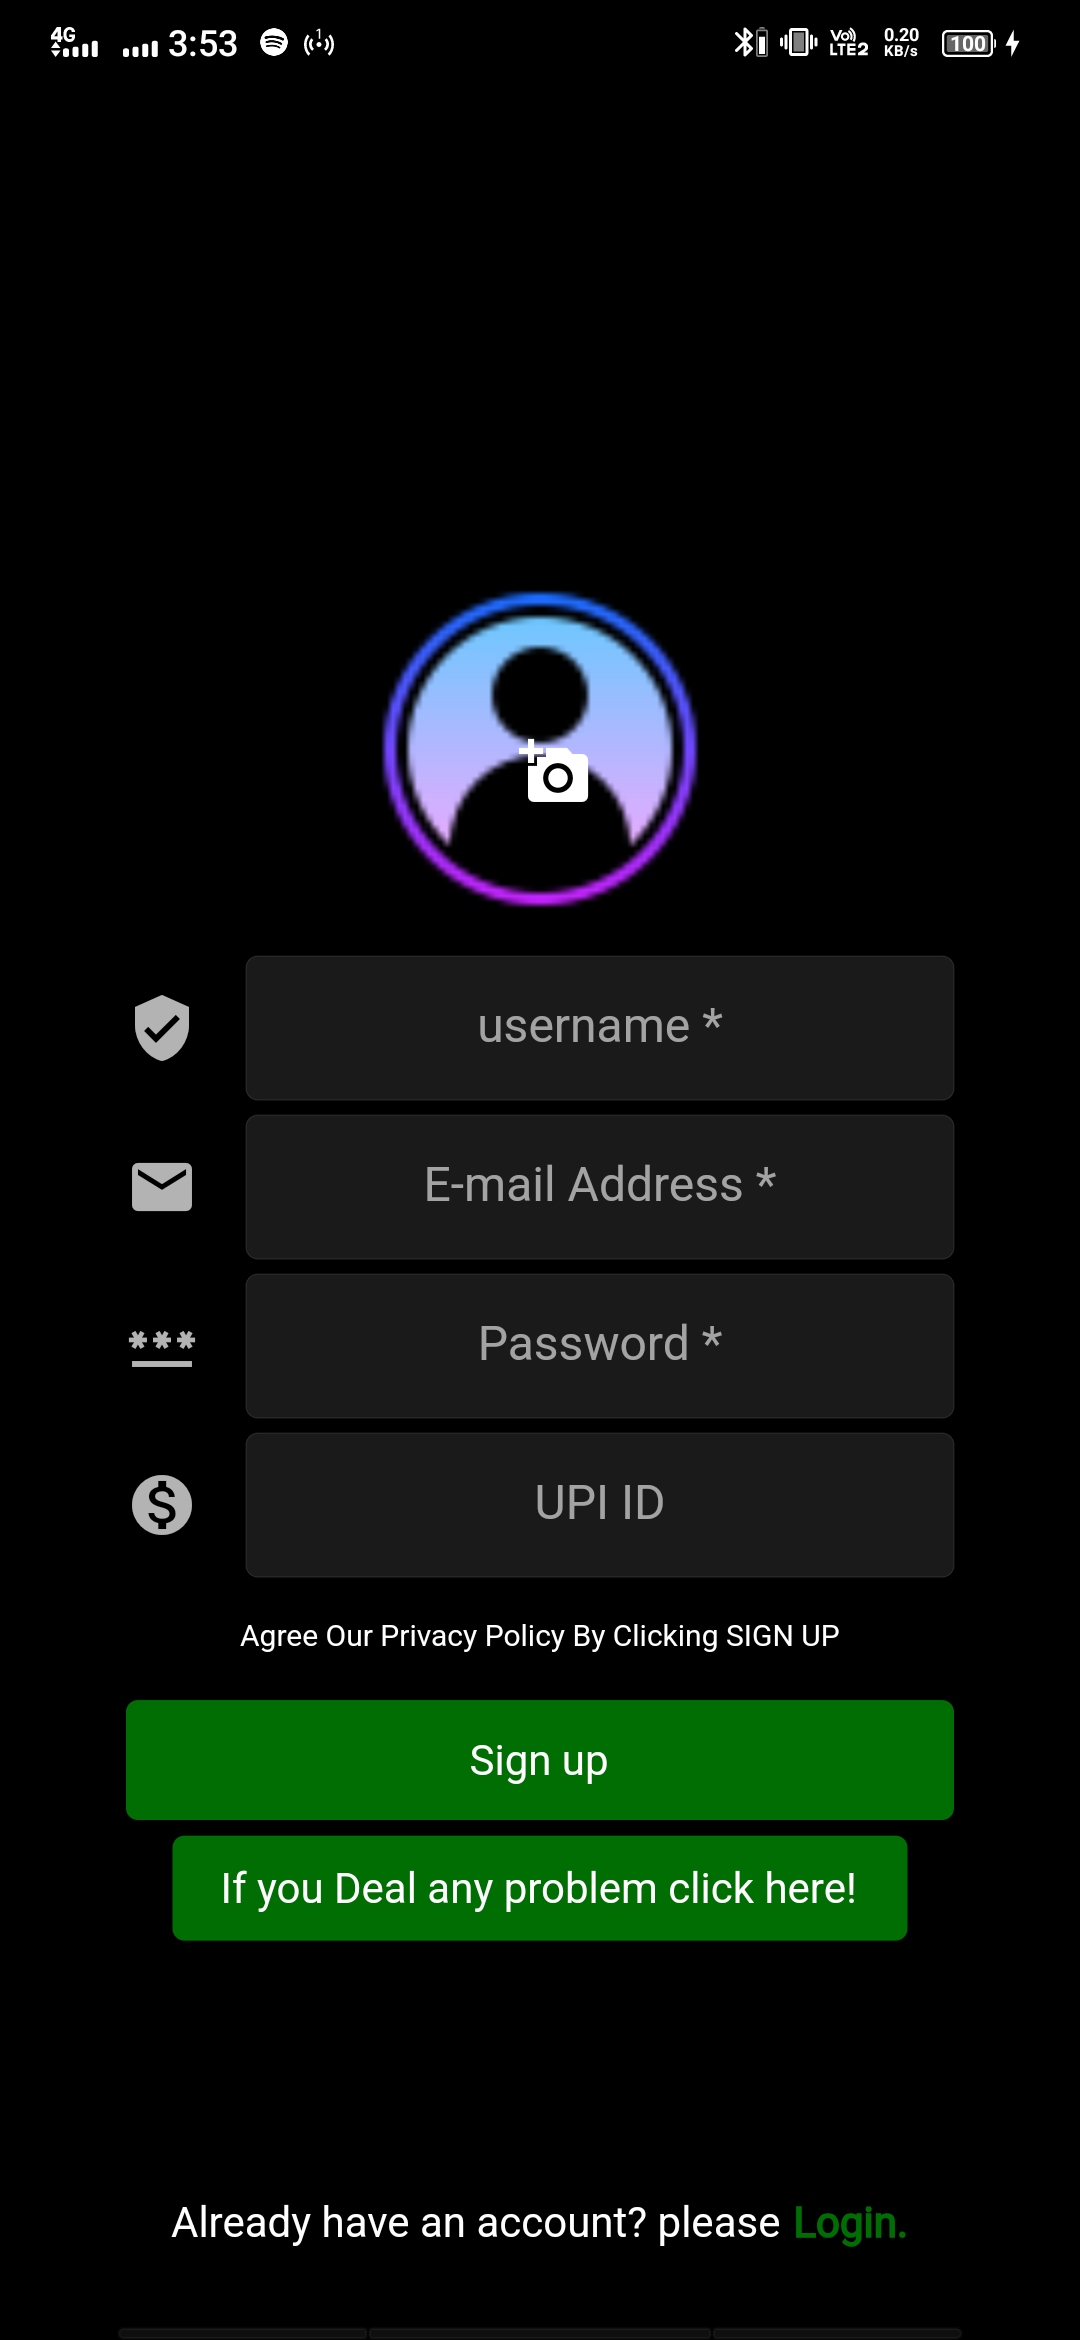 4G 3:53 1 Vo)) LTE2 0.20 KB/s 100
username *
E-mail Address *
***
Password *
$
UPI ID
Agree Our Privacy Policy By Clicking SIGN UP
Sign up
If you Deal any problem click here!
Already have an account? please Login.